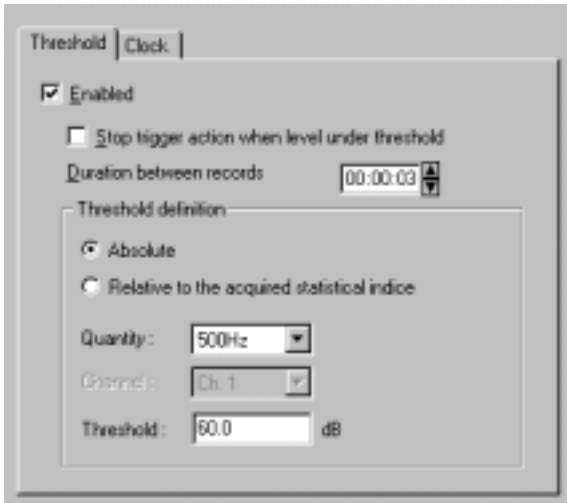 Threshold Clock
Enabled
Stop trigger action when level under threshold
Duration between records 00:00:03
Threshold definition
Absolute
Relative to the acquired statistical indice
Quantity : 500Hz
Channel : Ch. 1
Threshold : 60.0 dB